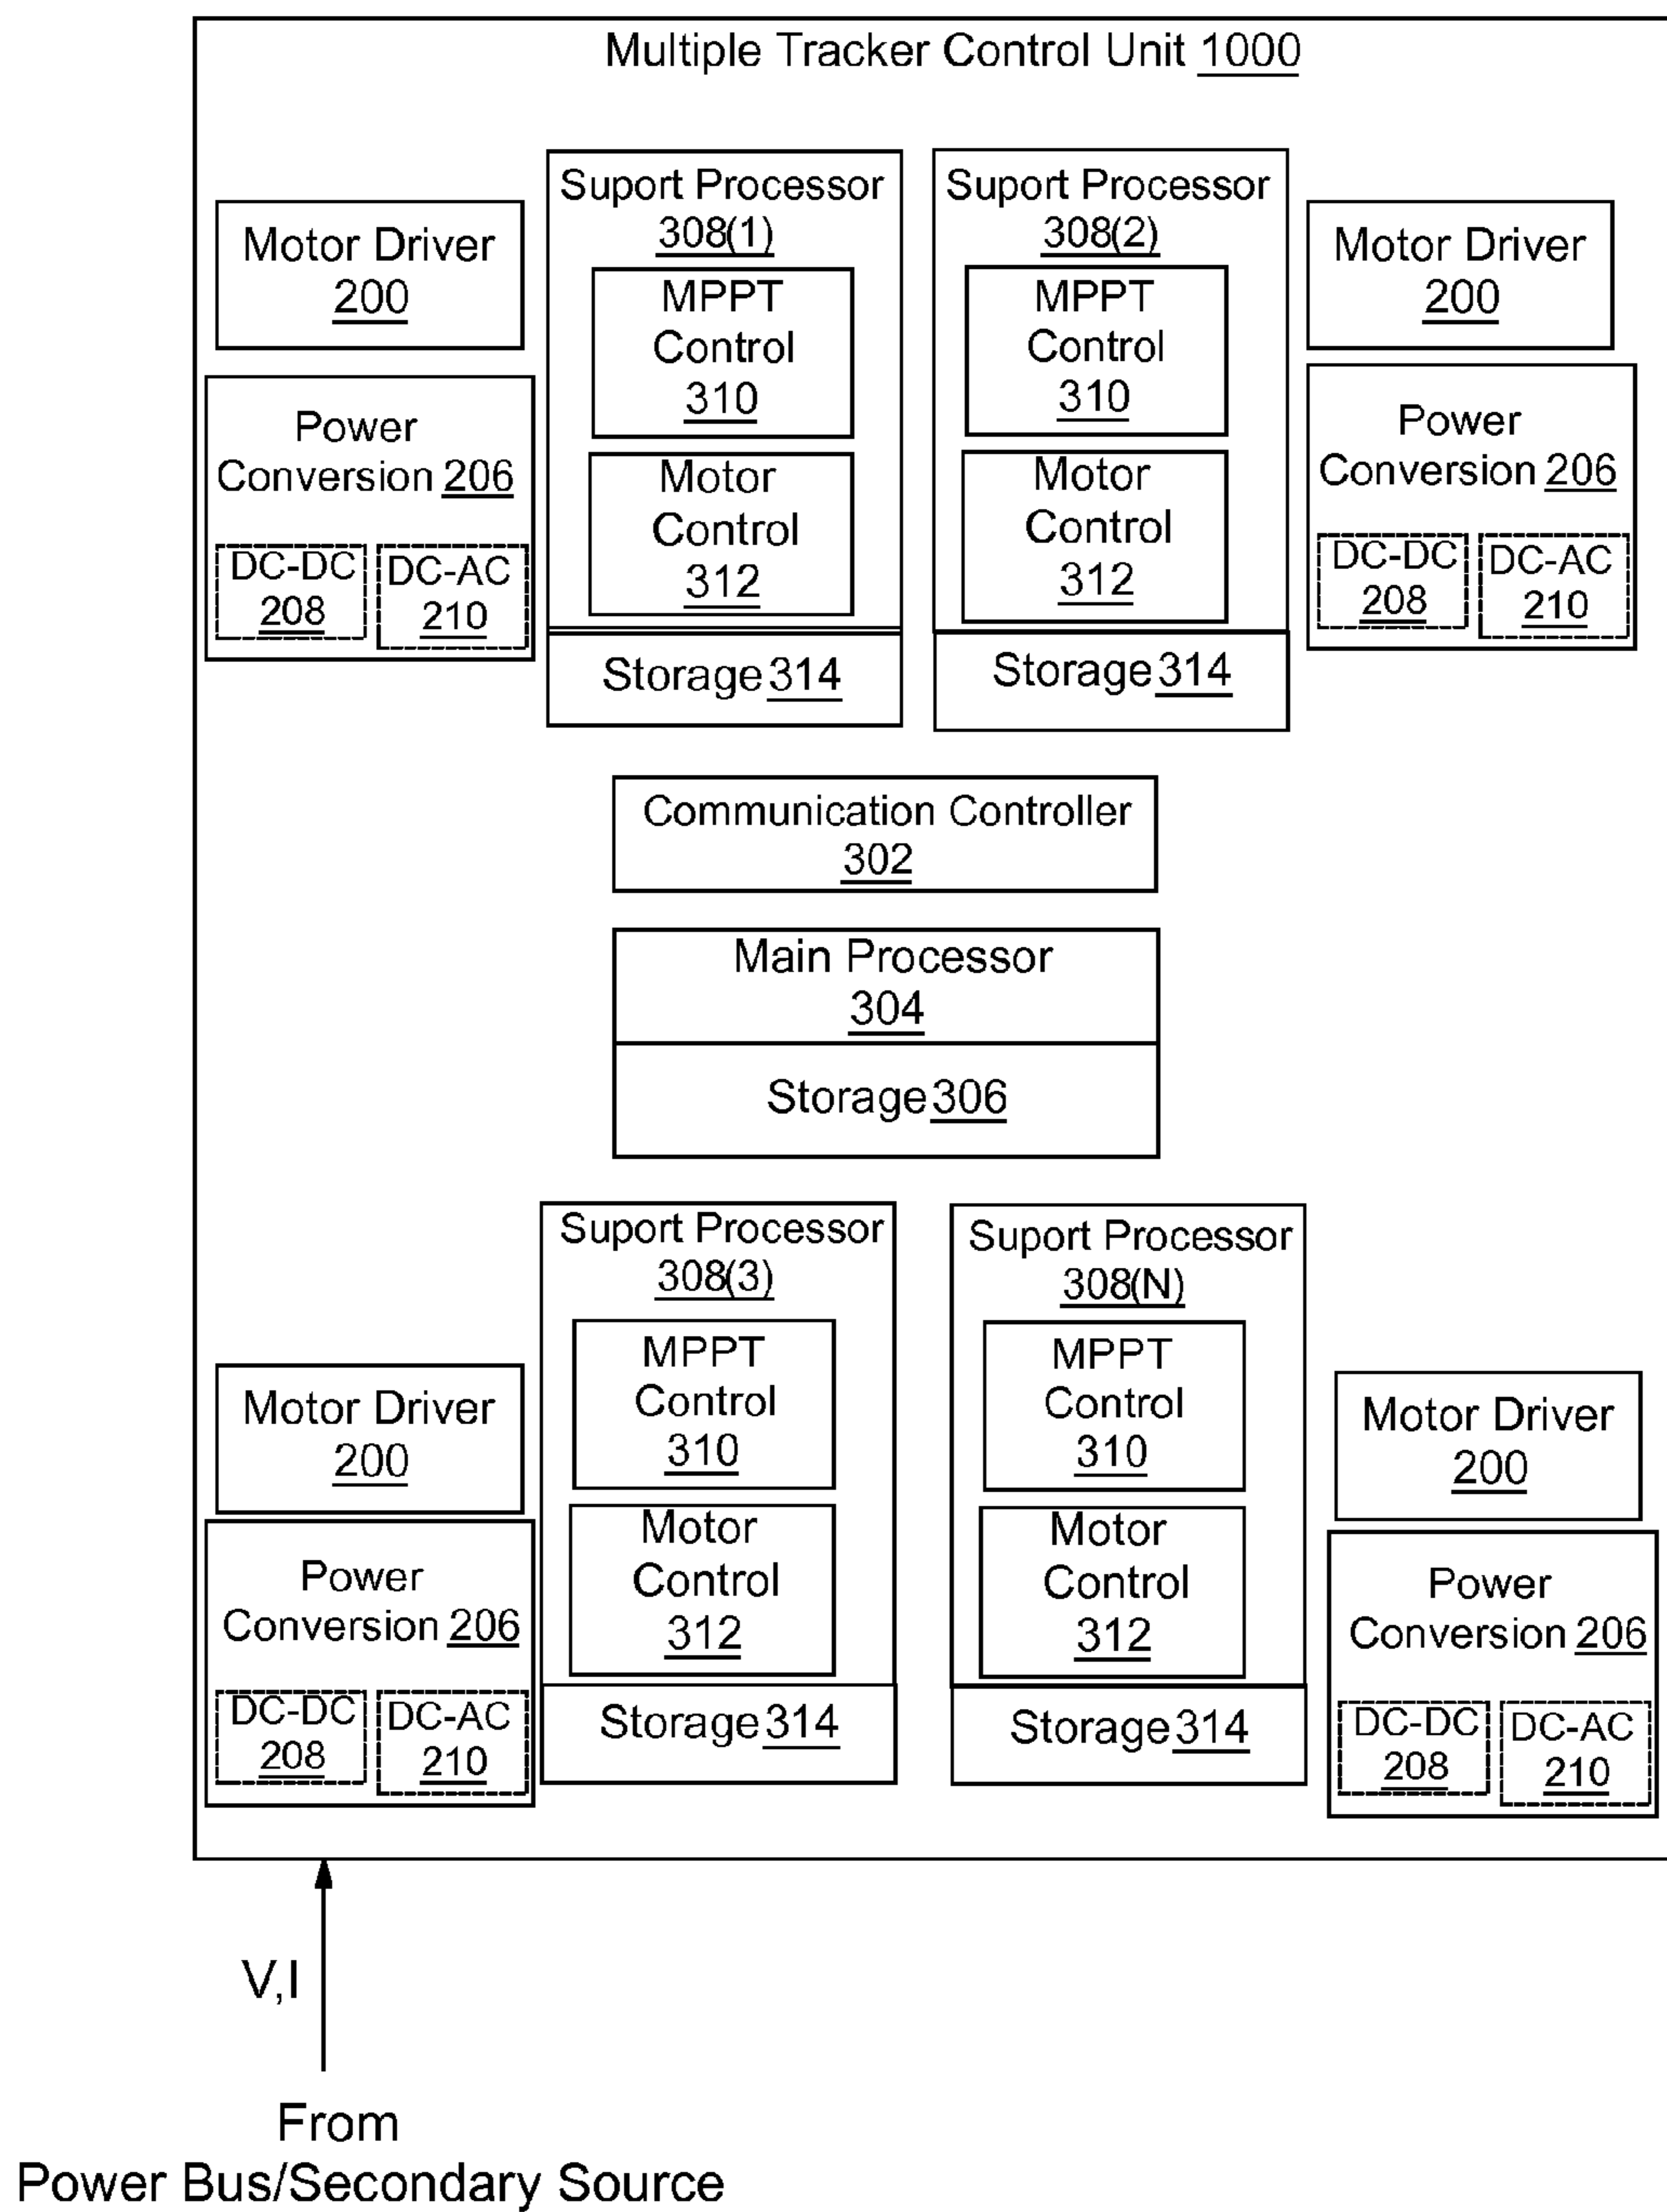 Multiple Tracker Control Unit 1000
Suport Processor
308(1)
MPPT
Control
310
Motor
Control
312
Storage 314
Suport Processor
308(2)
MPPT
Control
310
Motor
Control
312
Storage 314
Motor Driver
200
Power
Conversion 206
DC-DC
208
DC-AC
210
Motor Driver
200
Power
Conversion 206
DC-DC
208
DC-AC
210
Communication Controller
302
Main Processor
304
Storage 306
Suport Processor
308(3)
MPPT
Control
310
Motor
Control
312
Storage 314
Suport Processor
308(N)
MPPT
Control
310
Motor
Control
312
Storage 314
Motor Driver
200
Power
Conversion 206
DC-DC
208
DC-AC
210
Motor Driver
200
Power
Conversion 206
DC-DC
208
DC-AC
210
V,I
From
Power Bus/Secondary Source